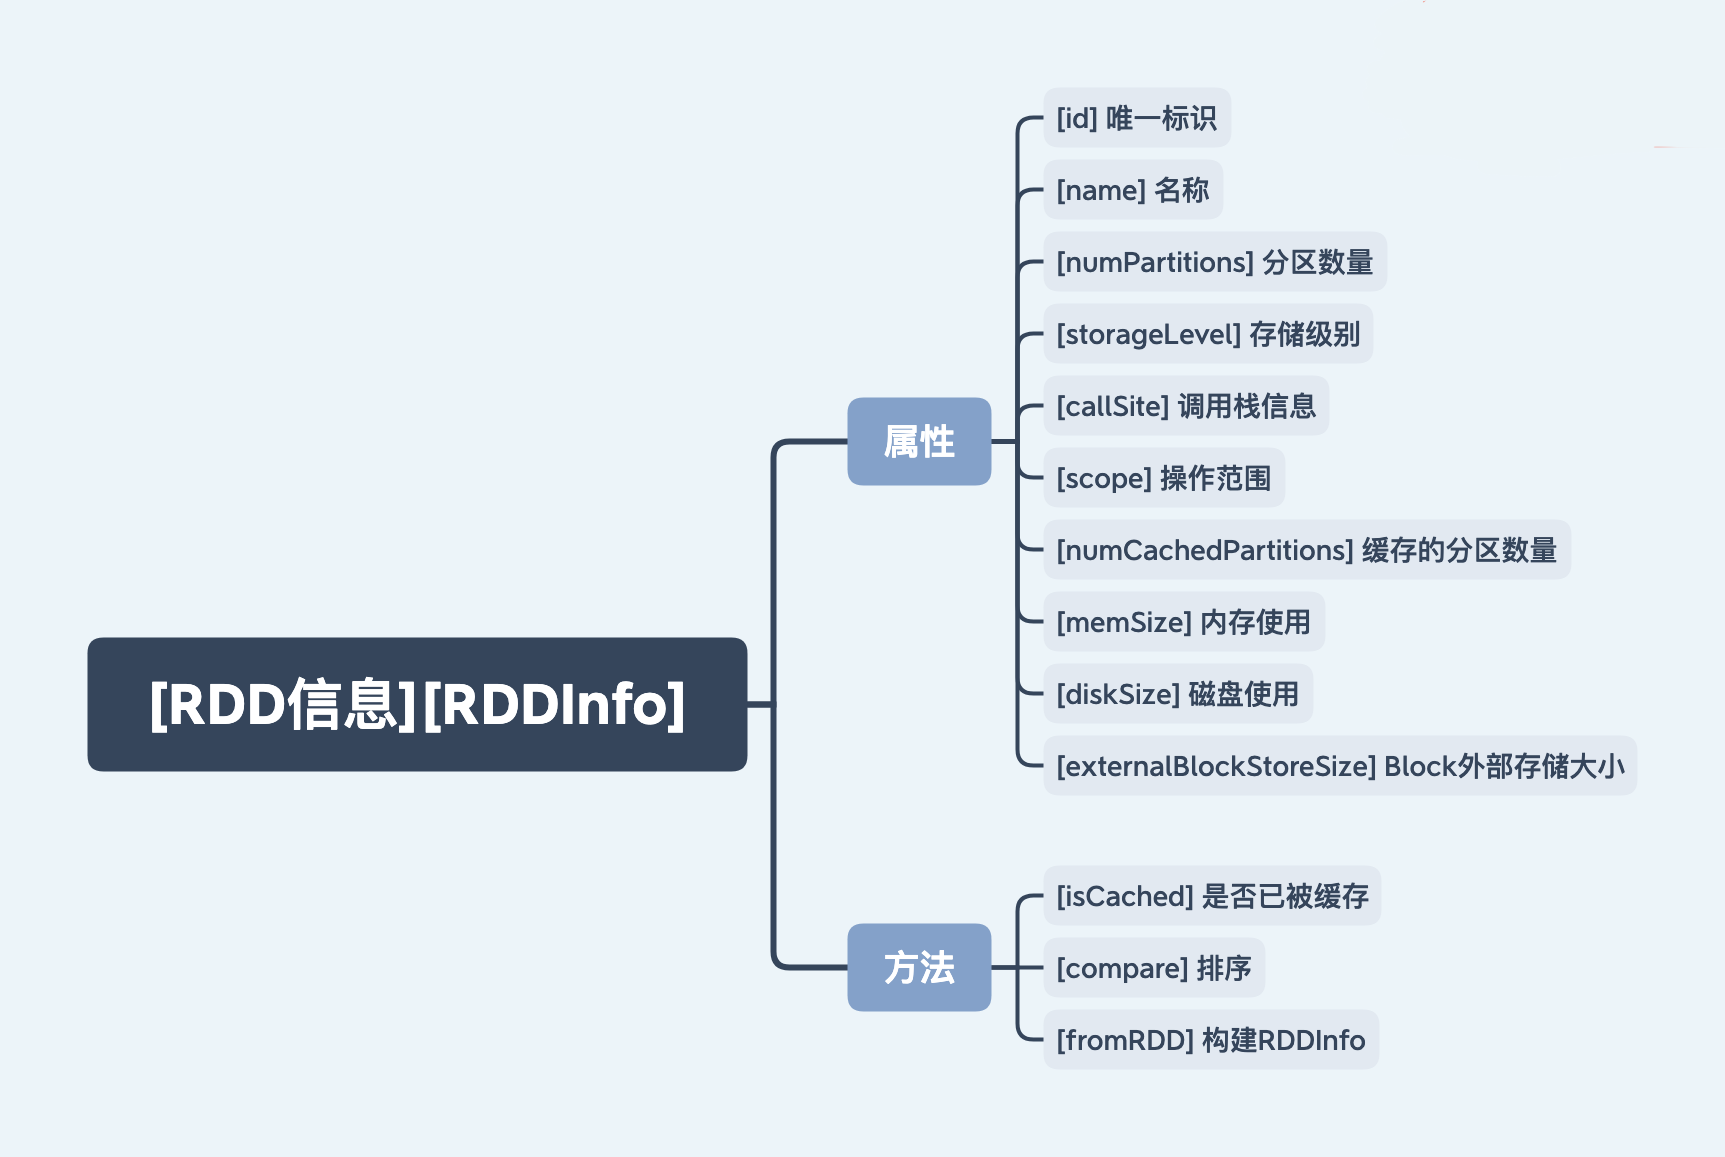 [RDD信息][RDDInfo]
属性
[id] 唯一标识
[name] 名称
[numPartitions] 分区数量
[storageLevel] 存储级别
[callSite] 调用栈信息
[scope] 操作范围
[numCachedPartitions] 缓存的分区数量
[memSize] 内存使用
[diskSize] 磁盘使用
[externalBlockStoreSize] Block外部存储大小
方法
[isCached] 是否已被缓存
[compare] 排序
[fromRDD] 构建RDDInfo